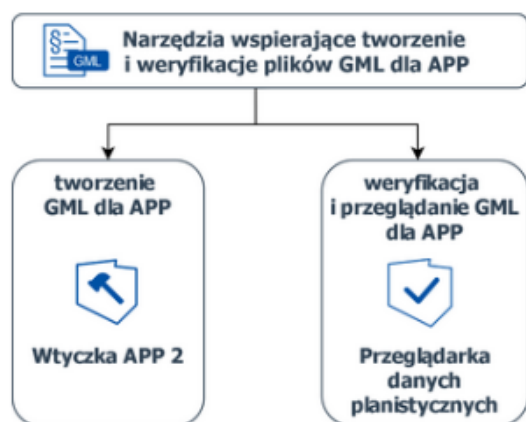 Narzędzia wspierające tworzenie
i weryfikacje plików GML dla APP
GML
tworzenie
GML dla APP
Wtyczka APP 2
weryfikacja
i przeglądanie GML
dla APP
Przeglądarka
danych
planistycznych